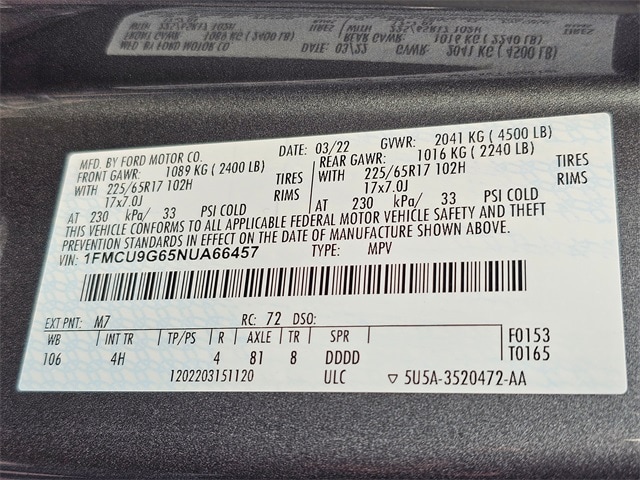 MFD. BY FORD MOTOR CO. DATE: 03/22 GVWR: 2041 KG ( 4500 LB)
FRONT GAWR: 1089 KG ( 2400 LB) REAR GAWR: 1016 KG ( 2240 LB)
WITH 225/65R17 102H TIRES WITH 225/65R17 102H TIRES
17x7.0J RIMS 17x7.0J RIMS
AT 230 kPa/ 33 PSI COLD AT 230 kPa/ 33 PSI COLD
THIS VEHICLE CONFORMS TO ALL APPLICABLE FEDERAL MOTOR VEHICLE SAFETY AND THEFT
PREVENTION STANDARDS IN EFFECT ON THE DATE OF MANUFACTURE SHOWN ABOVE.
VIN: 1FMCU9G65NUA66457 TYPE: MPV
EXT PNT: M7 RC: 72 DSO:
WB INT TR TP/PS R AXLE TR SPR F0153
106 4H 4 81 8 DDDD T0165
1202203151120 ULC ▽ 5U5A-3520472-AA